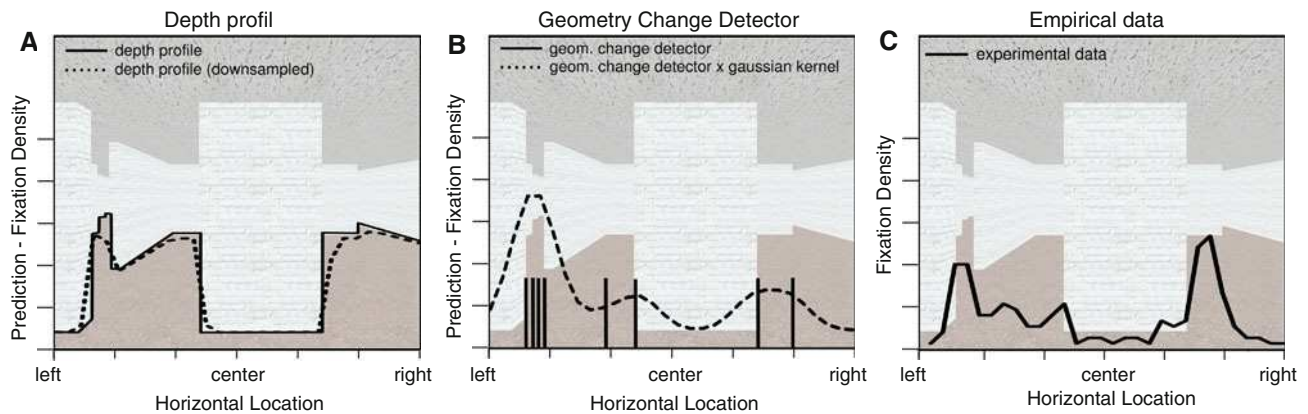 Depth profil
A
depth profile
depth profile (downsampled)
Prediction - Fixation Density
left center right
Horizontal Location
Geometry Change Detector
B
geom. change detector
geom. change detector x gaussian kernel
Prediction - Fixation Density
left center right
Horizontal Location
Empirical data
C
experimental data
Fixation Density
left center right
Horizontal Location